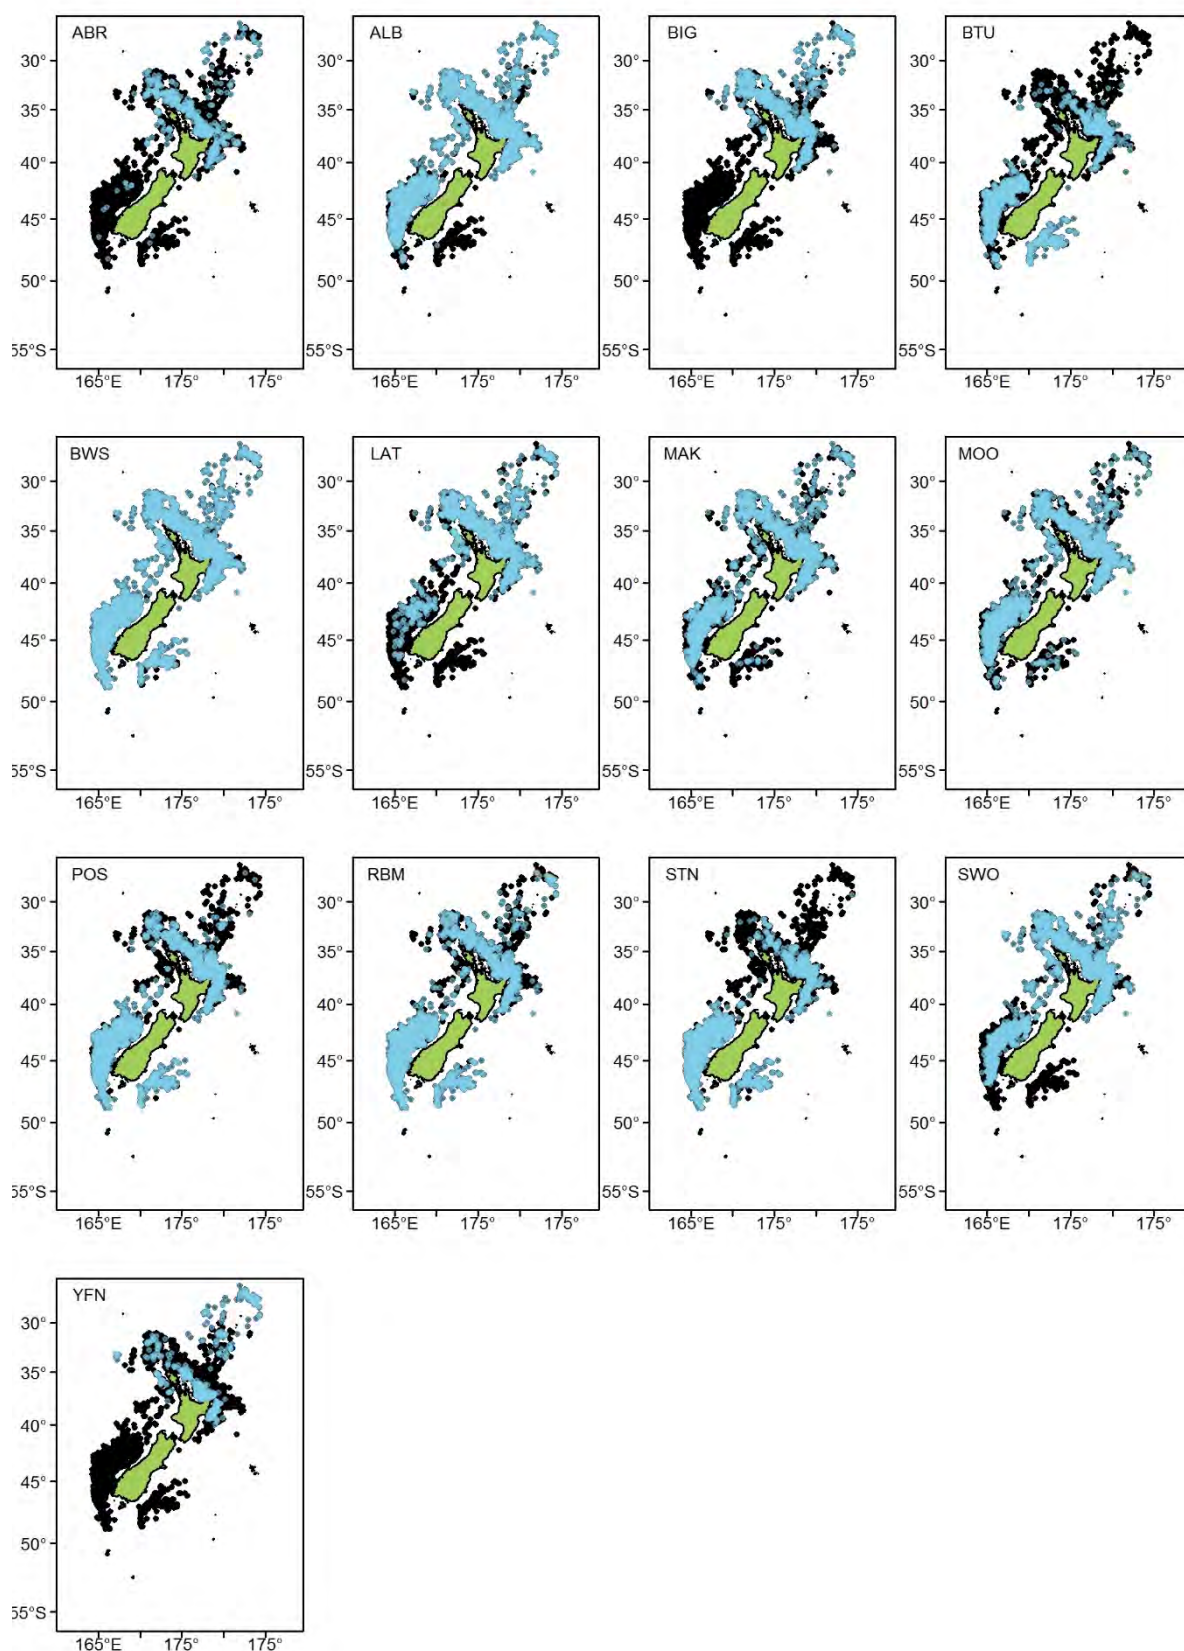 ABR ALB BIG BTU
30° 30° 30° 30°
35° 35° 35° 35°
40° 40° 40° 40°
45° 45° 45° 45°
50° 50° 50° 50°
55°S 55°S 55°S 55°S
165°E 175° 175° 165°E 175° 175° 165°E 175° 175° 165°E 175° 175°
BWS LAT MAK MOO
30° 30° 30° 30°
35° 35° 35° 35°
40° 40° 40° 40°
45° 45° 45° 45°
50° 50° 50° 50°
55°S 55°S 55°S 55°S
165°E 175° 175° 165°E 175° 175° 165°E 175° 175° 165°E 175° 175°
POS RBM STN SWO
30° 30° 30° 30°
35° 35° 35° 35°
40° 40° 40° 40°
45° 45° 45° 45°
50° 50° 50° 50°
55°S 55°S 55°S 55°S
165°E 175° 175° 165°E 175° 175° 165°E 175° 175° 165°E 175° 175°
YFN
30°
35°
40°
45°
50°
55°S
165°E 175° 175°